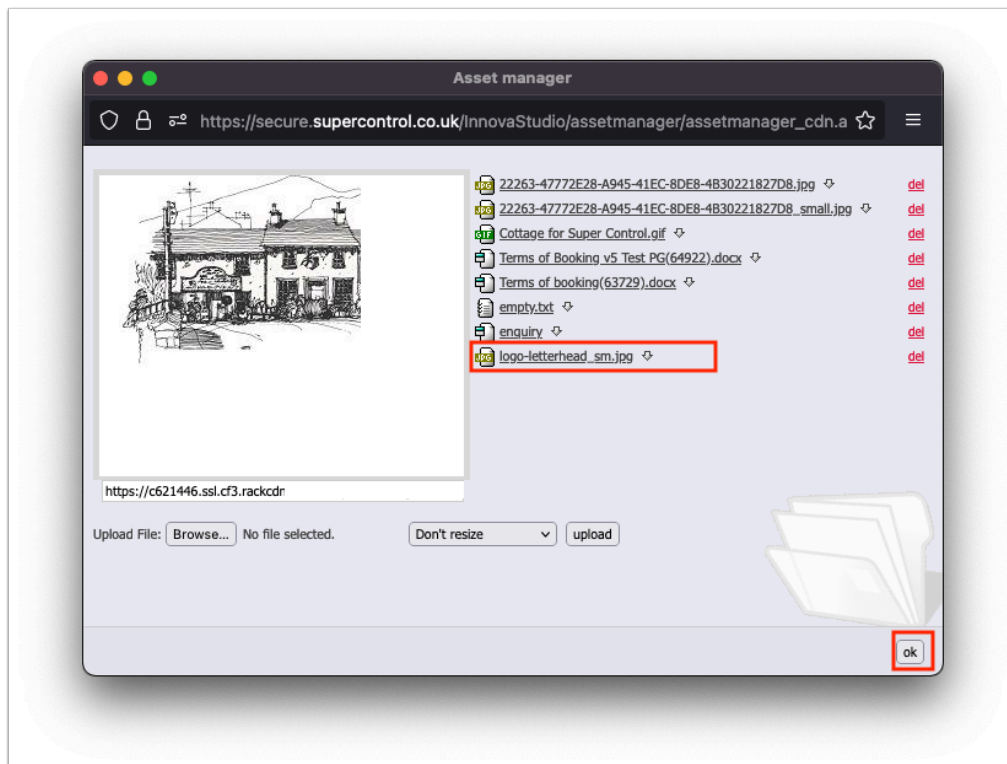 Asset manager
https://secure.supercontrol.co.uk/InnovaStudio/assetmanager/assetmanager_cdn.a
22263-47772E28-A945-41EC-8DE8-4B30221827D8.jpg del
22263-47772E28-A945-41EC-8DE8-4B30221827D8_small.jpg del
Cottage for Super Control.gif del
Terms of Booking v5 Test PG(64922).docx del
Terms of booking(63729).docx del
empty.txt del
enquiry del
logo-letterhead_sm.jpg del
https://c621446.ssl.cf3.rackcdn
Upload File: Browse... No file selected. Don't resize upload
ok